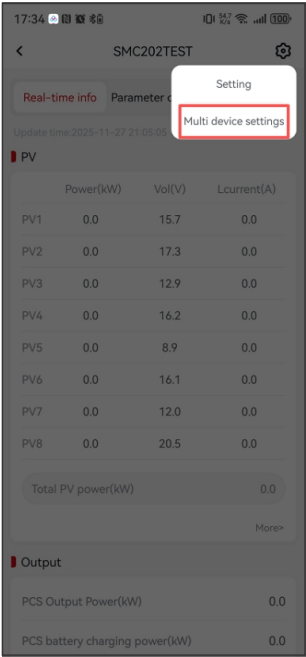 17:34 54.7 K/s 100
SMC202TEST
Setting
Multi device settings
Real-time info Parameter
Update time:2025-11-27 21:05:05
PV
Power(kW) Vol(V) Lcurrent(A)
PV1 0.0 15.7 0.0
PV2 0.0 17.3 0.0
PV3 0.0 12.9 0.0
PV4 0.0 16.2 0.0
PV5 0.0 8.9 0.0
PV6 0.0 16.1 0.0
PV7 0.0 12.0 0.0
PV8 0.0 20.5 0.0
Total PV power(kW) 0.0
More>
Output
PCS Output Power(kW) 0.0
PCS battery charging power(kW) 0.0